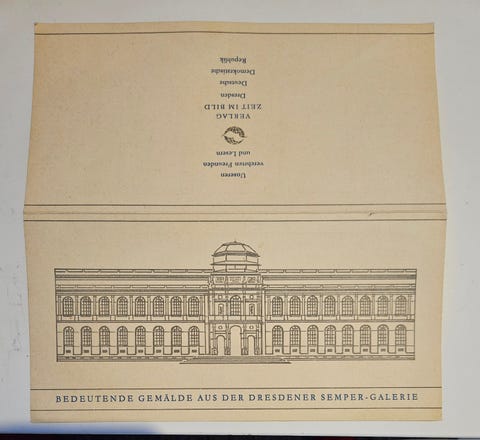 Unseren
verehrten Freunden
und Lesern
VERLAG
ZEIT IM BILD
Dresden
Deutsche
Demokratische
Republik
BEDEUTENDE GEMÄLDE AUS DER DRESDENER SEMPER-GALERIE